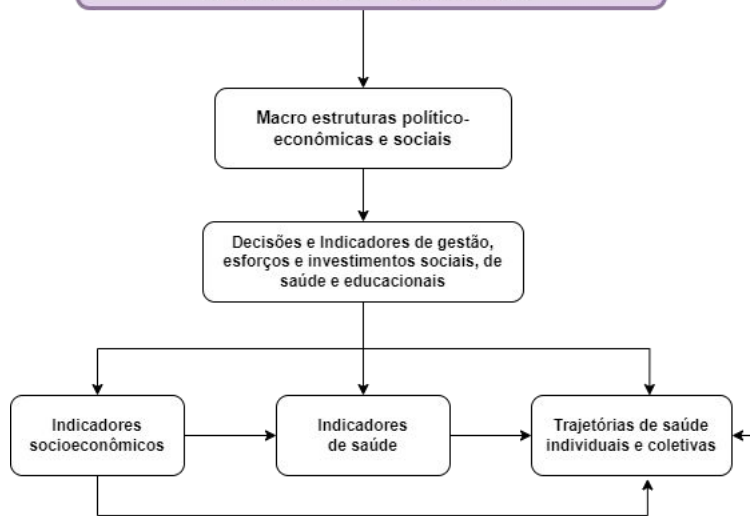 Macro estruturas político-
econômicas e sociais
Decisões e Indicadores de gestão,
esforços e investimentos sociais, de
saúde e educacionais
Indicadores
socioeconômicos
Indicadores
de saúde
Trajetórias de saúde
individuais e coletivas